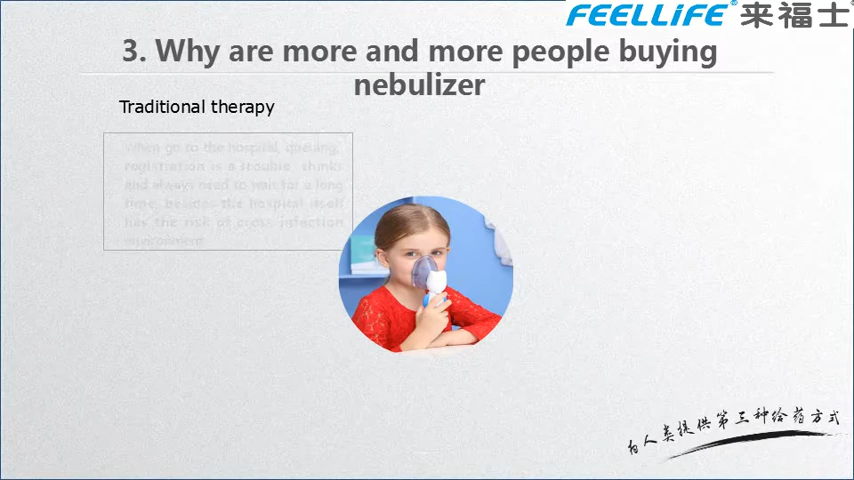 FEELLiFE® 来福士®
3. Why are more and more people buying
nebulizer
Traditional therapy
When go to the hospital, queuing,
registration is a trouble, thinks
and always need to wait for a long
time, besides the hospital itself
has the risk of cross infection
environment
为人类提供第三种给药方式